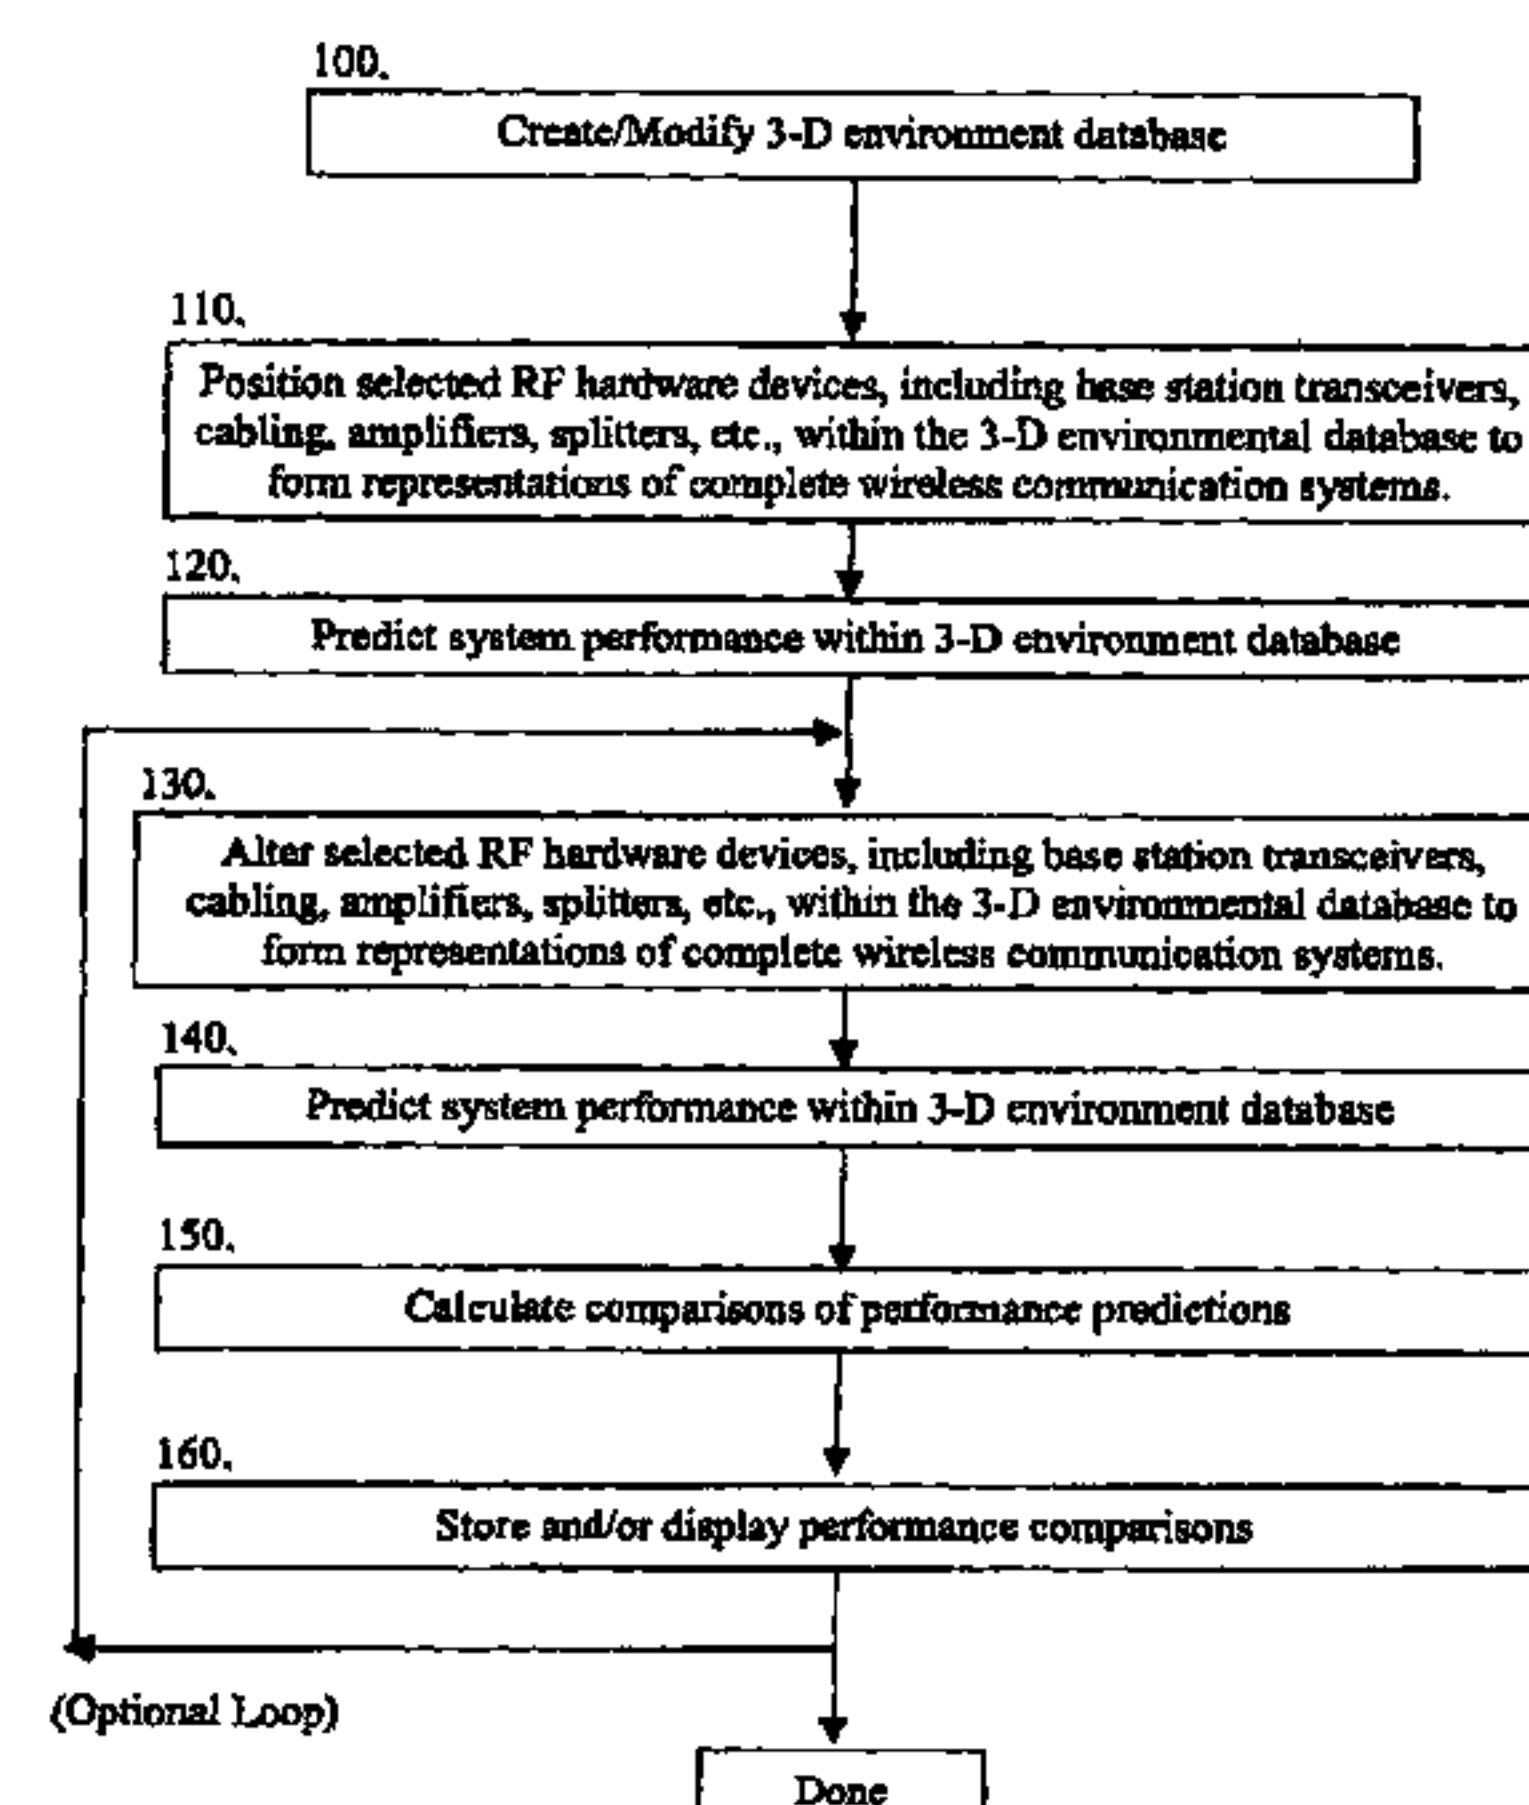 100.
Create/Modify 3-D environment database
110.
Position selected RF hardware devices, including base station transceivers,
cabling, amplifiers, splitters, etc., within the 3-D environmental database to
form representations of complete wireless communication systems.
120.
Predict system performance within 3-D environment database
130.
Alter selected RF hardware devices, including base station transceivers,
cabling, amplifiers, splitters, etc., within the 3-D environmental database to
form representations of complete wireless communication systems.
140.
Predict system performance within 3-D environment database
150.
Calculate comparisons of performance predictions
160.
Store and/or display performance comparisons
(Optional Loop)
Done